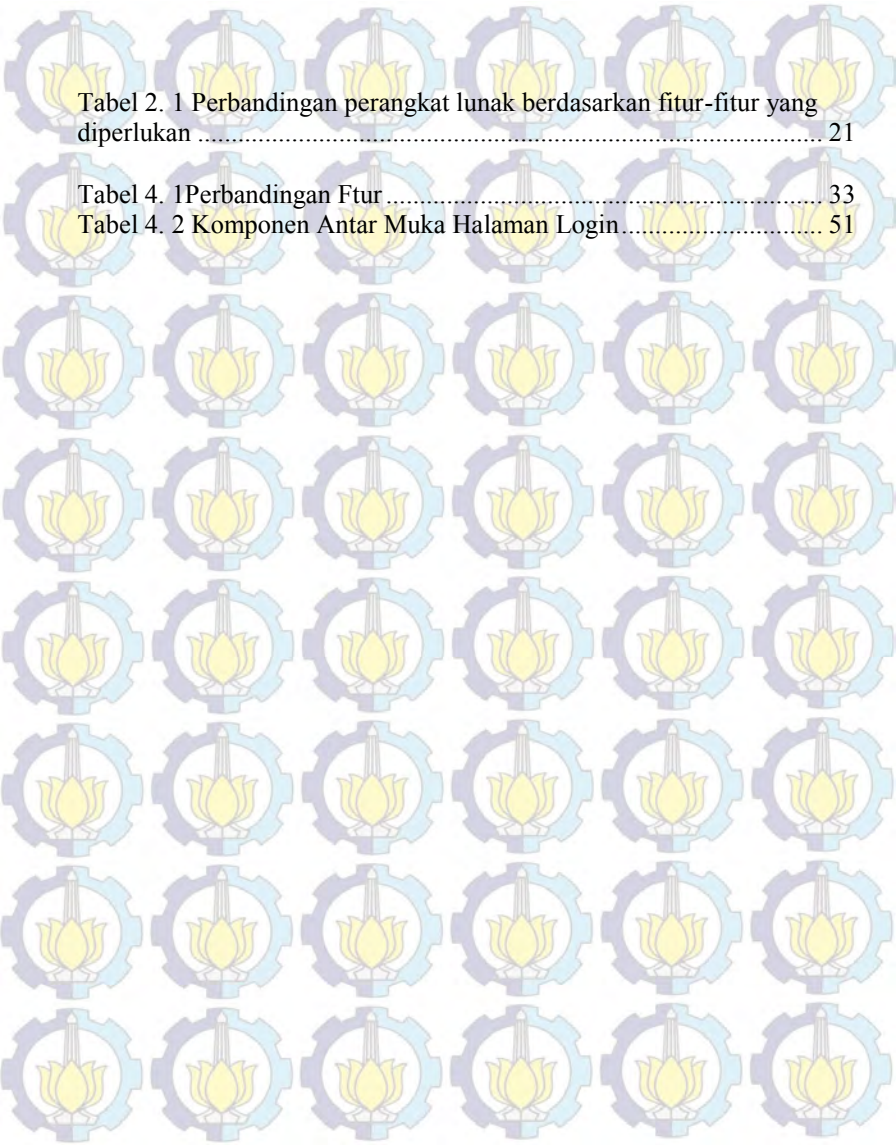 Tabel 2. 1 Perbandingan perangkat lunak berdasarkan fitur-fitur yang
diperlukan ............................................................................................ 21
Tabel 4. 1Perbandingan Ftur ................................................................ 33
Tabel 4. 2 Komponen Antar Muka Halaman Login.............................. 51